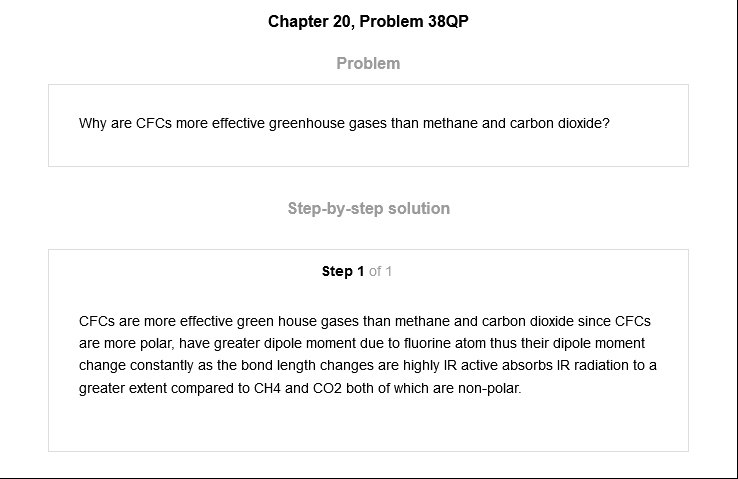 Chapter 20, Problem 38QP
Problem
Why are CFCs more effective greenhouse gases than methane and carbon dioxide?
Step-by-step solution
Step 1 of 1
CFCs are more effective green house gases than methane and carbon dioxide since CFCs
are more polar, have greater dipole moment due to fluorine atom thus their dipole moment
change constantly as the bond length changes are highly IR active absorbs IR radiation to a
greater extent compared to CH4 and CO2 both of which are non-polar.